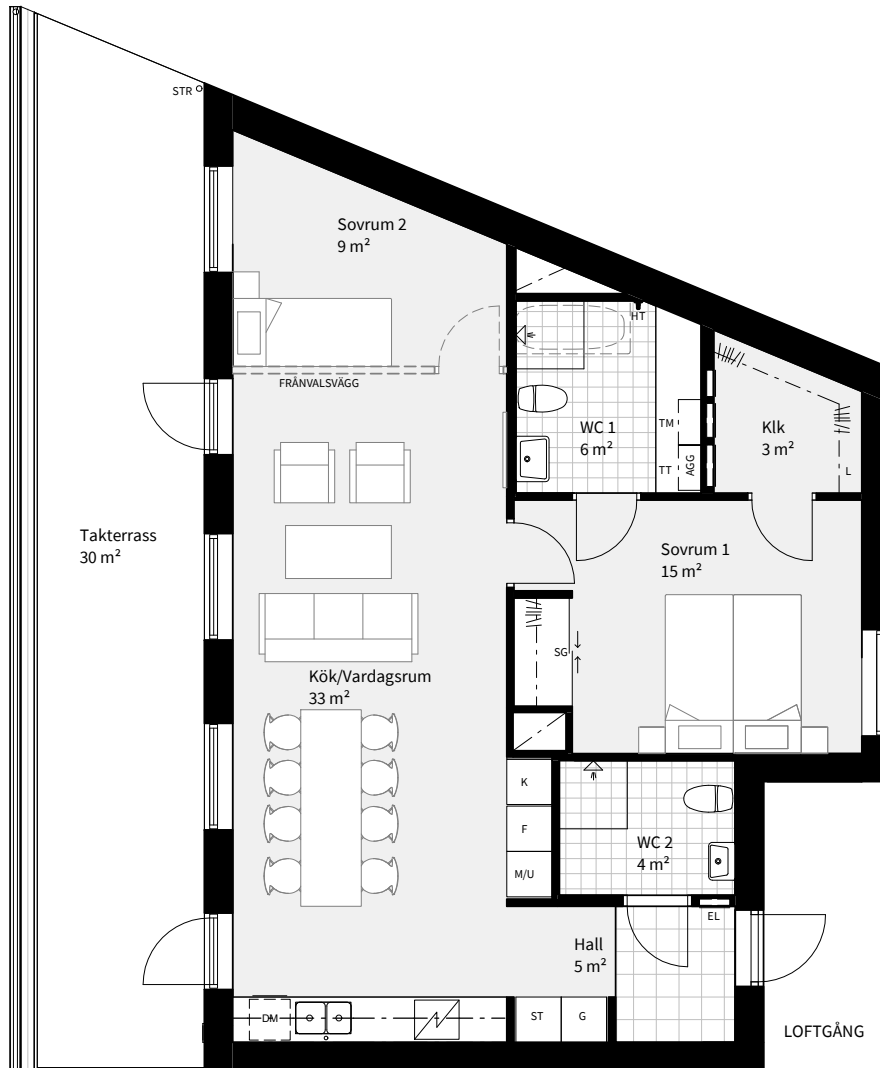 STR
Sovrum 2
9 m²
HT
FRÅNVALSVÄGG
WC 1
6 m²
TM
TT
AGG
Klk
3 m²
L
Takterrass
30 m²
Sovrum 1
15 m²
SG
Kök/Vardagsrum
33 m²
K
F
M/U
WC 2
4 m²
EL
Hall
5 m²
DM
ST
G
LOFTGÅNG